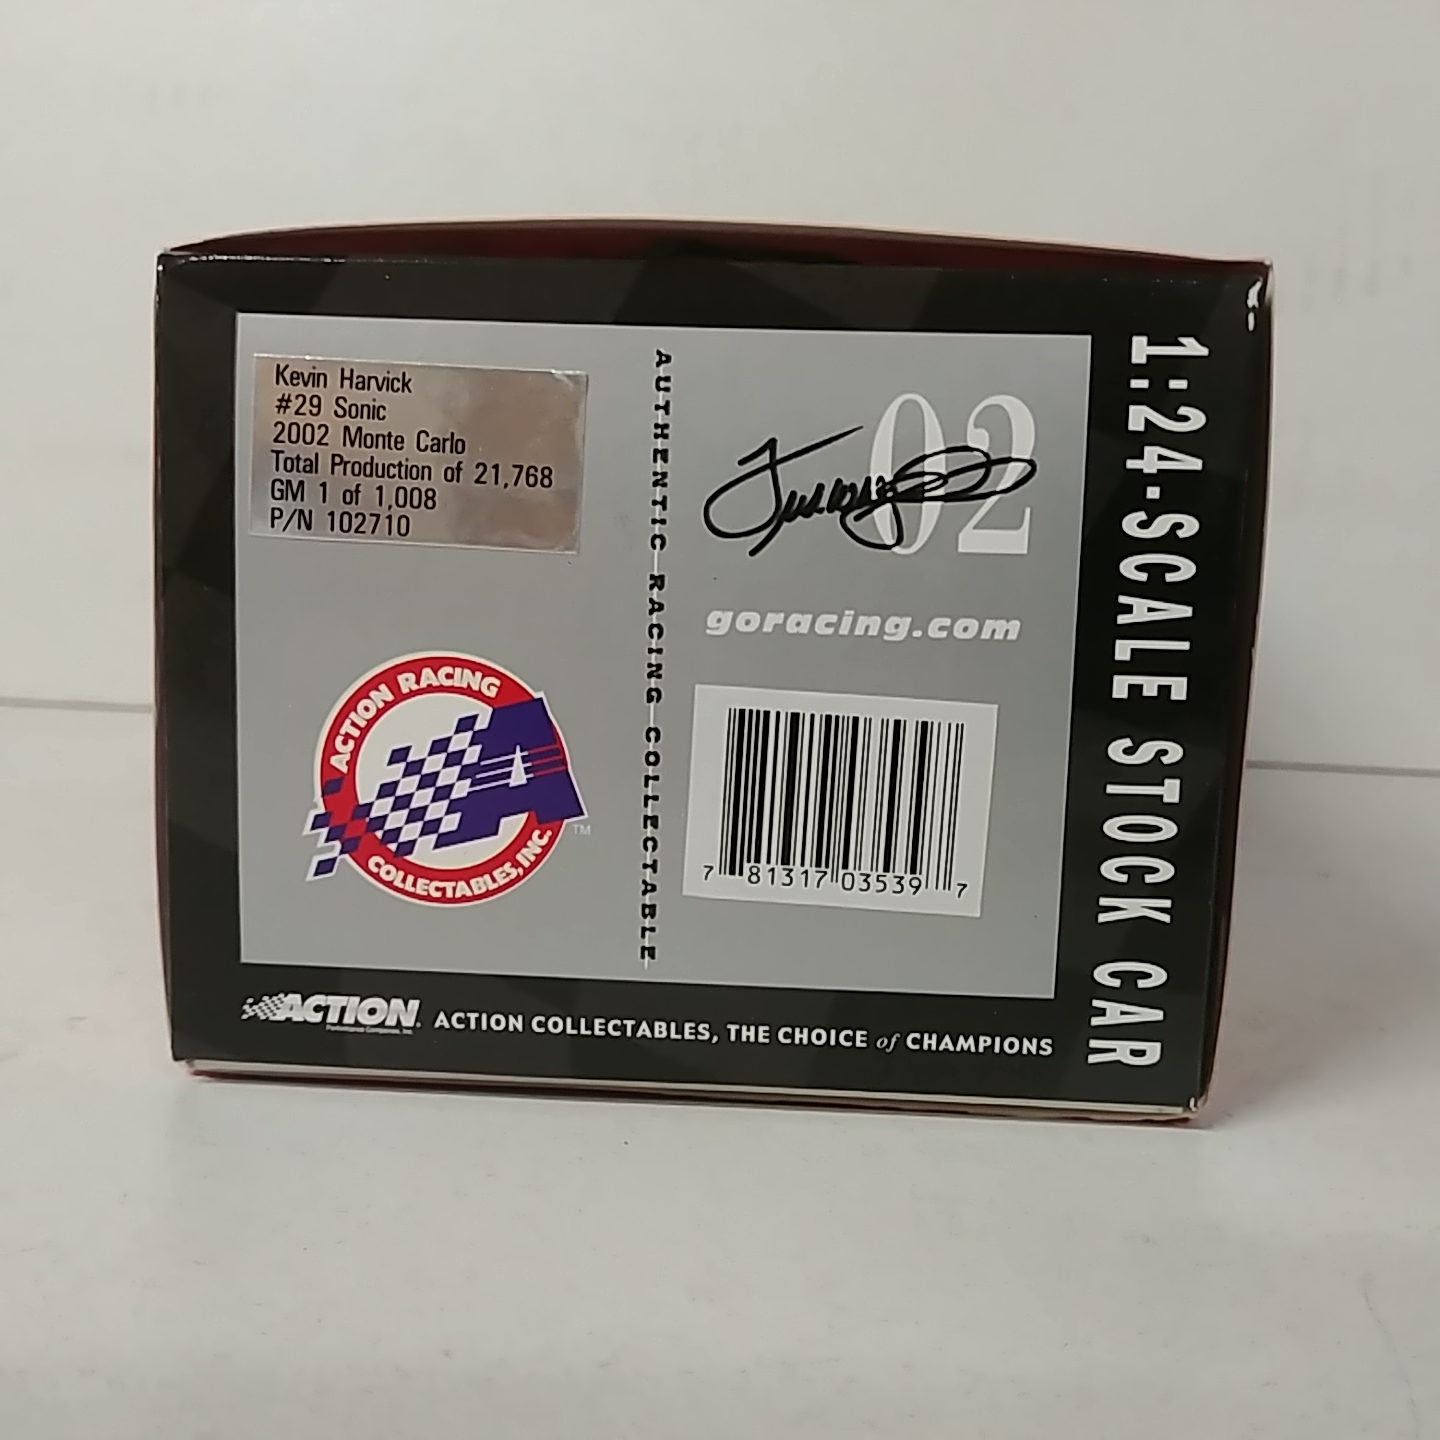 Kevin Harvick
#29 Sonic
2002 Monte Carlo
Total Production of 21,768
GM 1 of 1,008
P/N 102710
AUTHENTIC RACING COLLECTABLE
02
goracing.com
ACTION RACING
COLLECTABLES, INC.
TM
7 81317 03539 7
1:24-SCALE STOCK CAR
ACTION
ACTION COLLECTABLES, THE CHOICE of CHAMPIONS